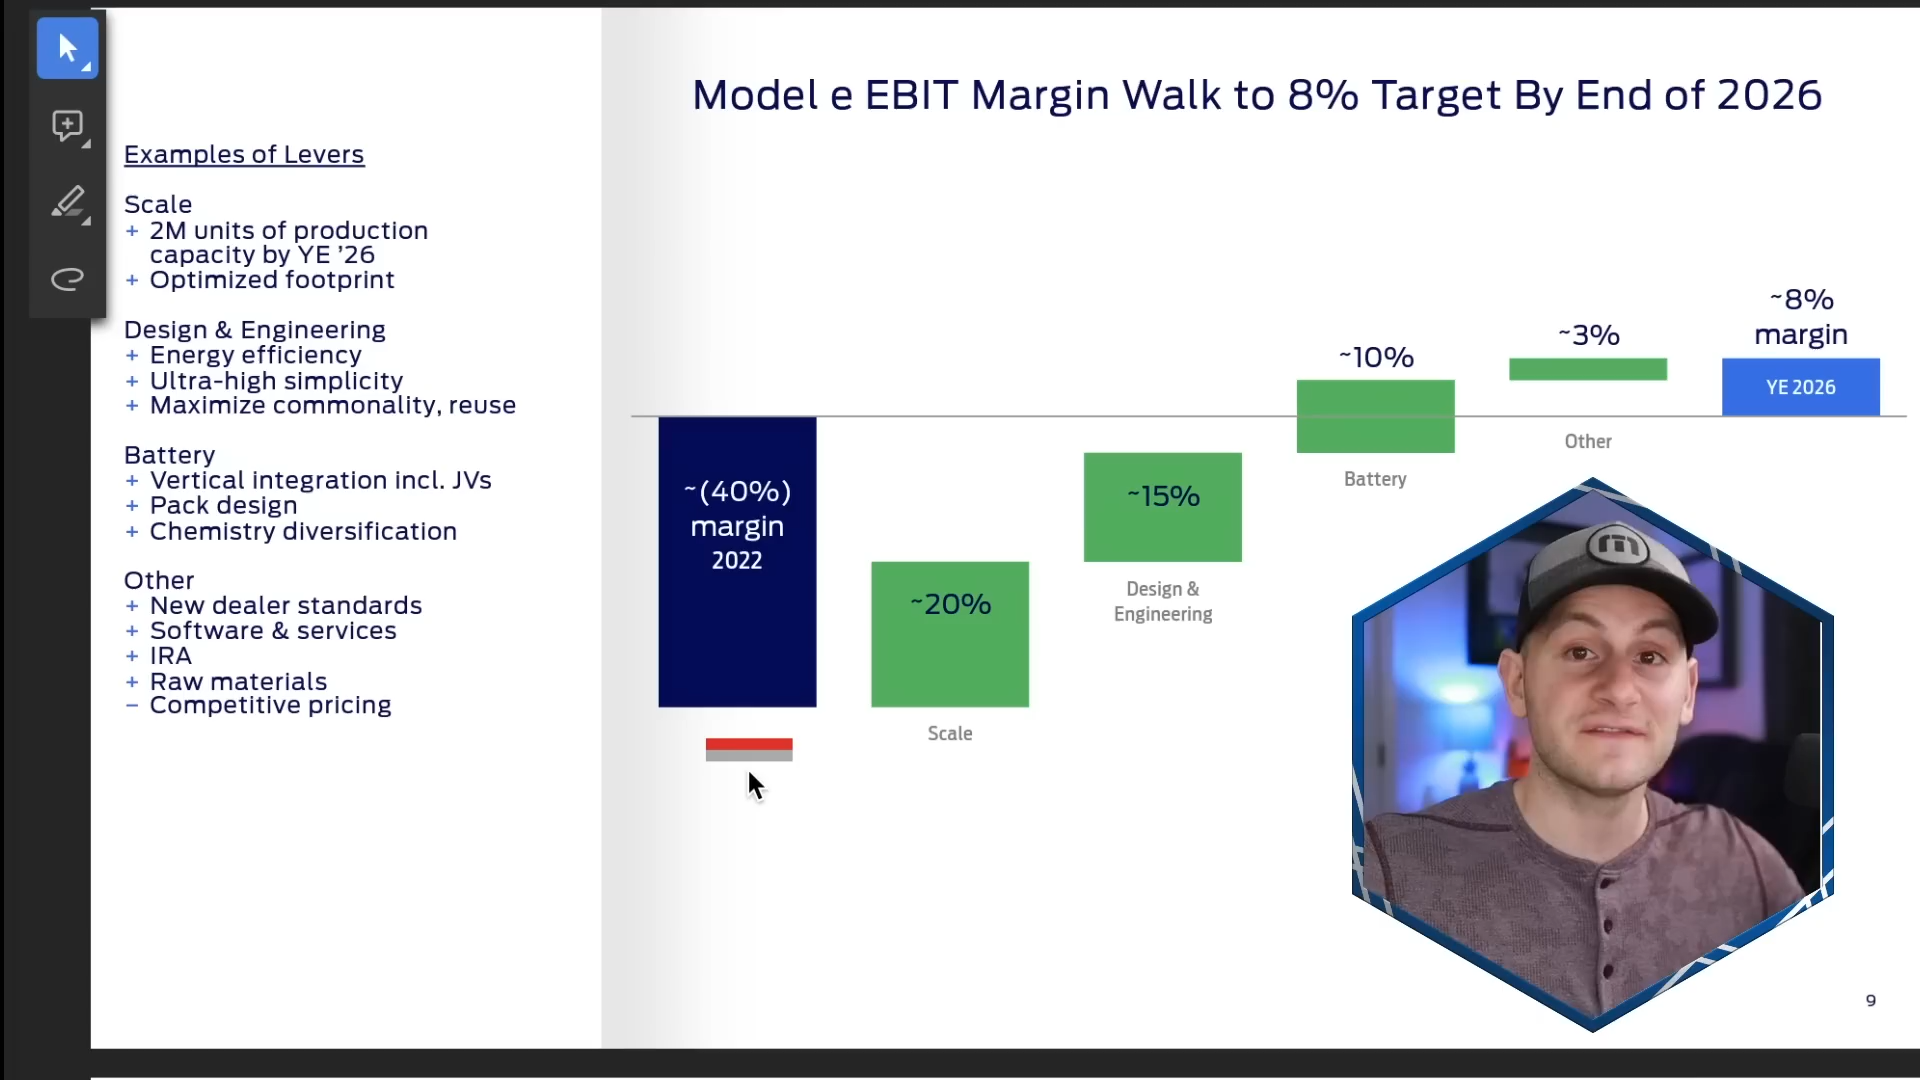 Model e EBIT Margin Walk to 8% Target By End of 2026
Examples of Levers
Scale
+ 2M units of production
capacity by YE ’26
+ Optimized footprint
Design & Engineering
+ Energy efficiency
+ Ultra-high simplicity
+ Maximize commonality, reuse
Battery
+ Vertical integration incl. JVs
+ Pack design
+ Chemistry diversification
Other
+ New dealer standards
+ Software & services
+ IRA
+ Raw materials
– Competitive pricing
~(40%)
margin
2022
~20%
Scale
~15%
Design &
Engineering
~10%
Battery
~3%
Other
~8%
margin
YE 2026
9